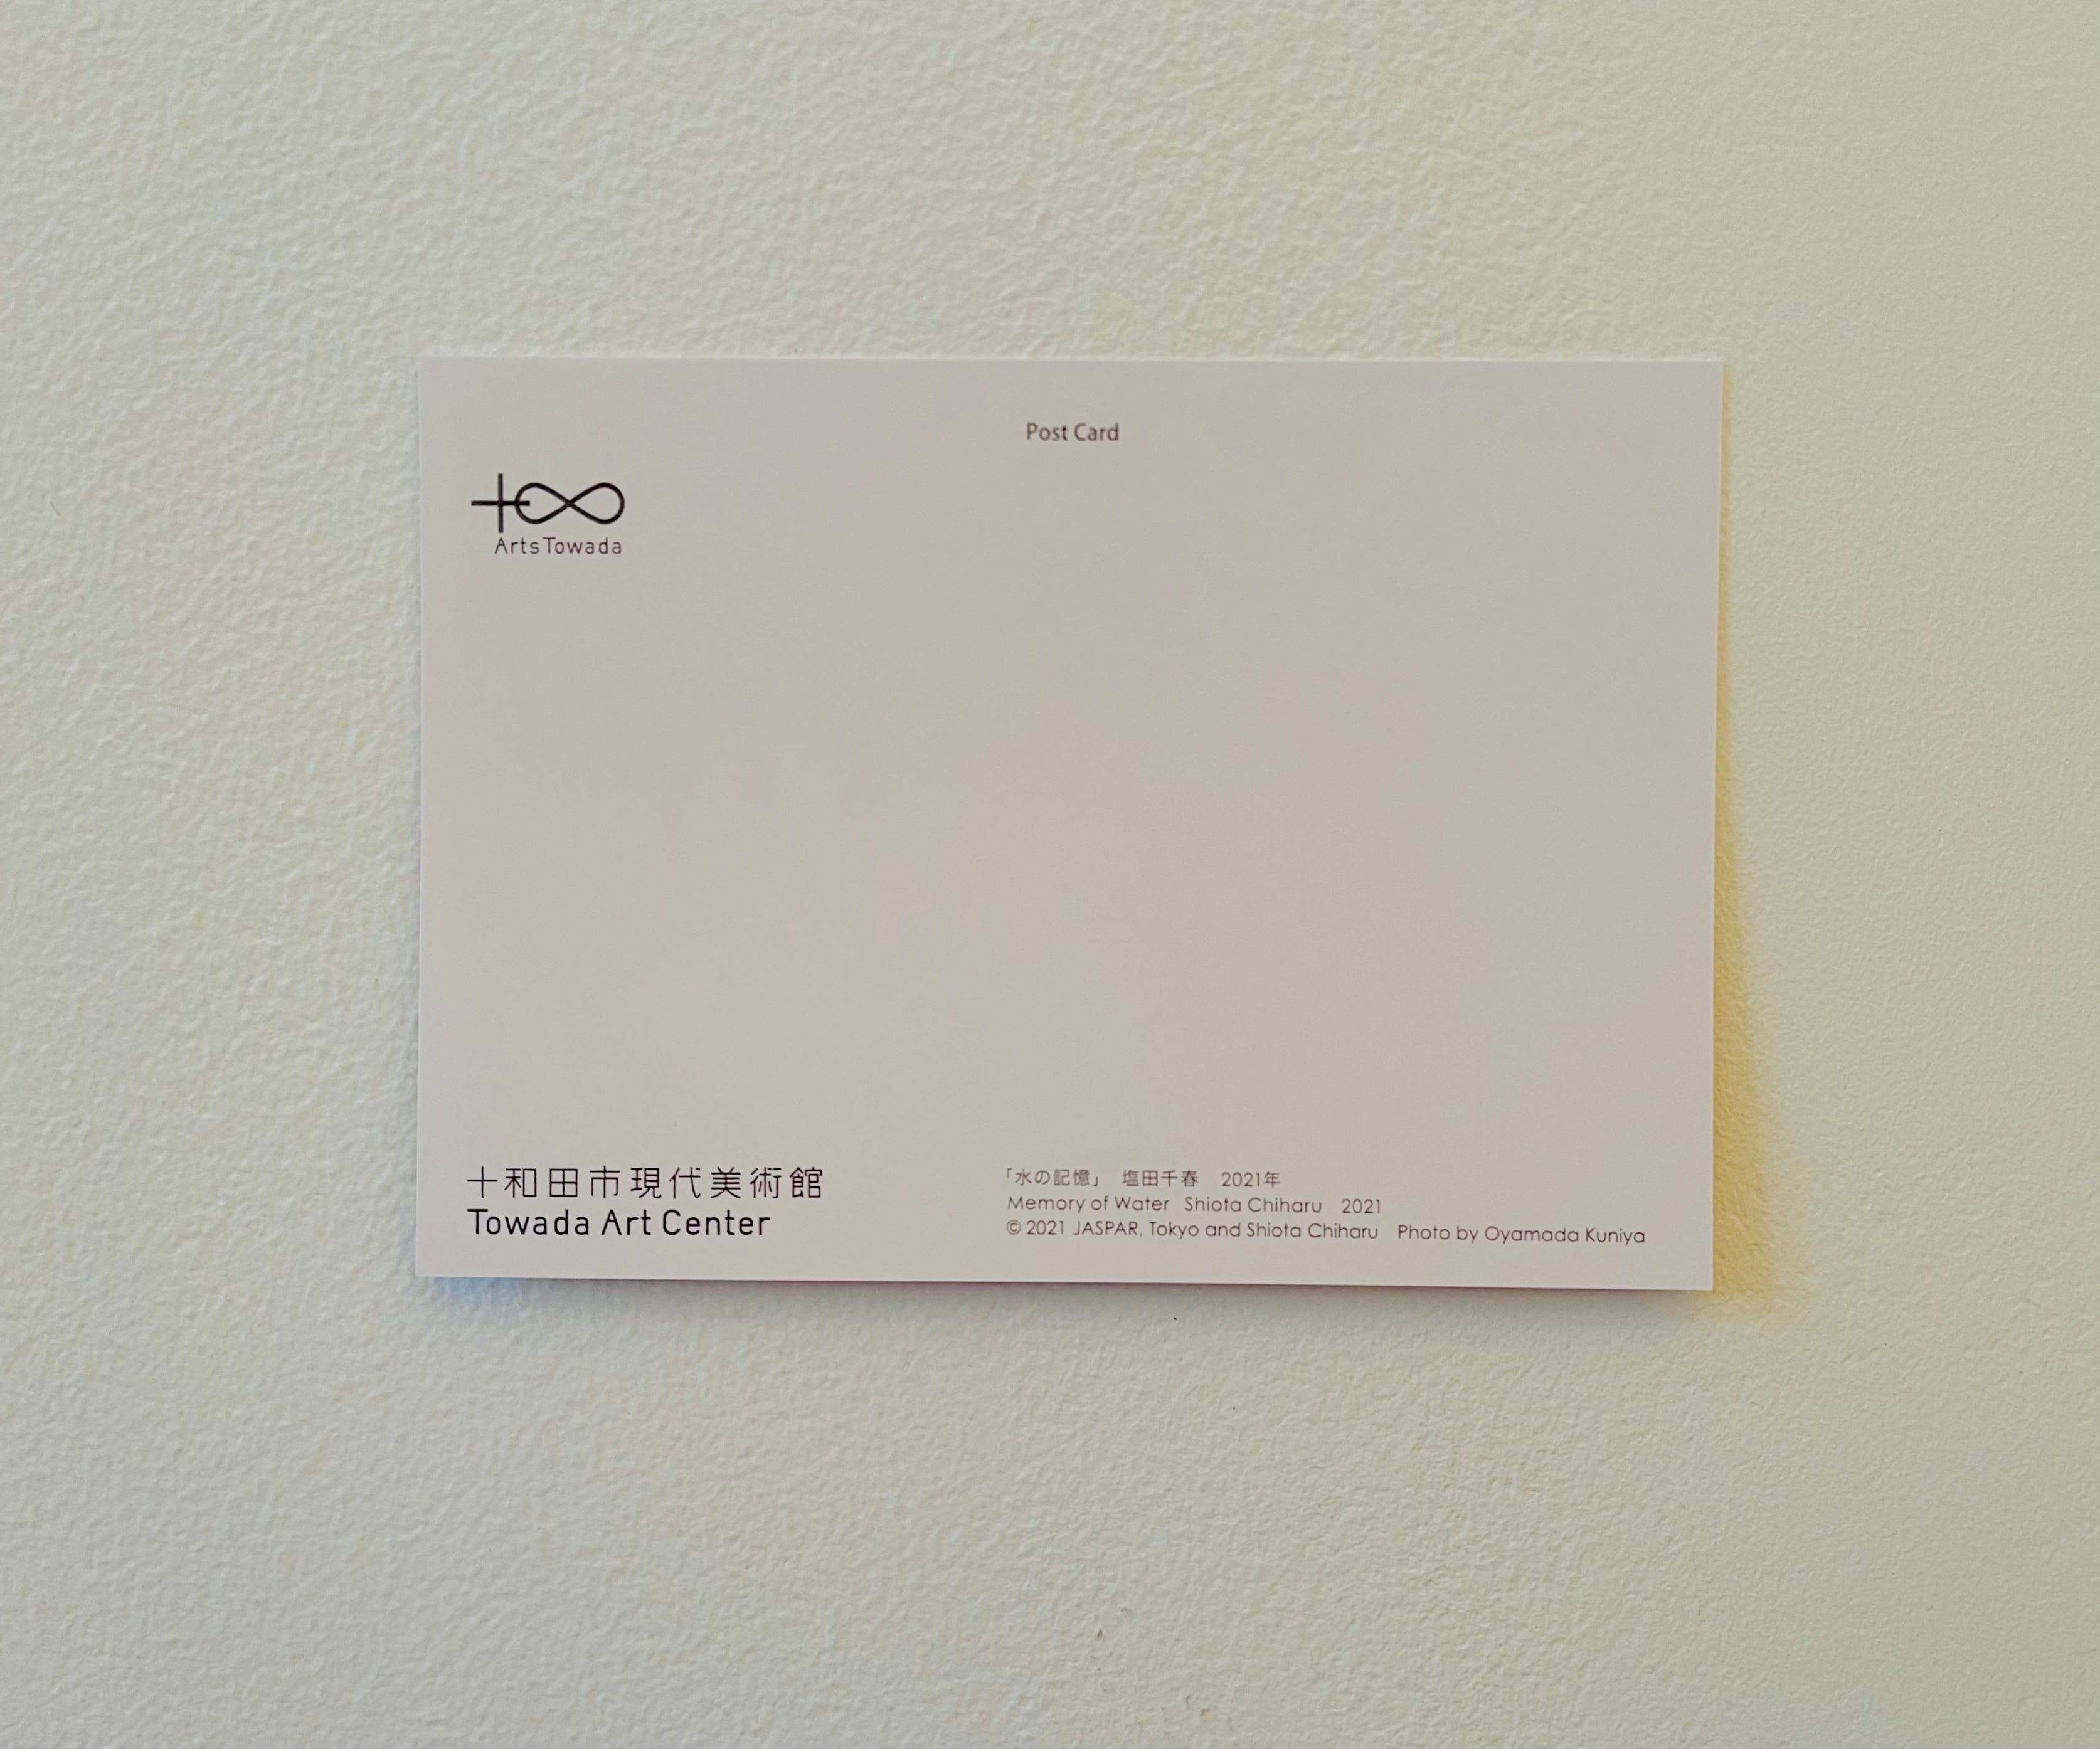 Post Card
Arts Towada
十和田市現代美術館
Towada Art Center
「水の記憶」 塩田千春 2021年
Memory of Water Shiota Chiharu 2021
© 2021 JASPAR, Tokyo and Shiota Chiharu Photo by Oyamada Kuniya